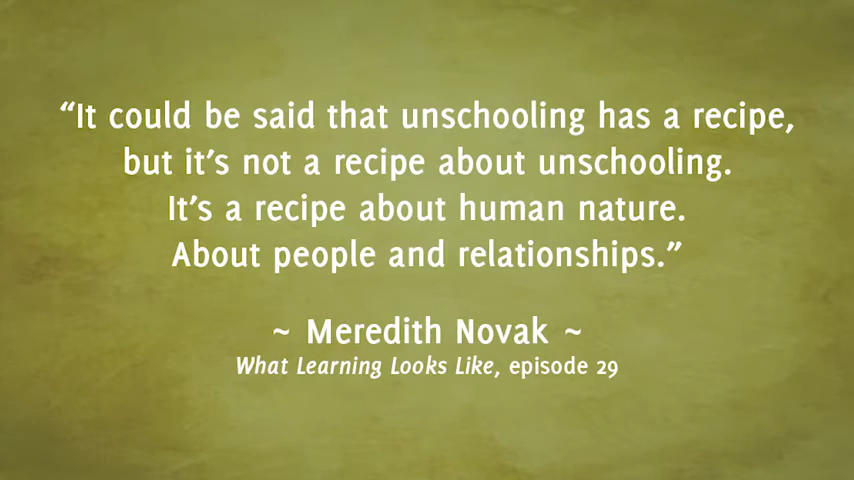 “It could be said that unschooling has a recipe,
but it’s not a recipe about unschooling.
It’s a recipe about human nature.
About people and relationships.”
~ Meredith Novak ~
What Learning Looks Like, episode 29